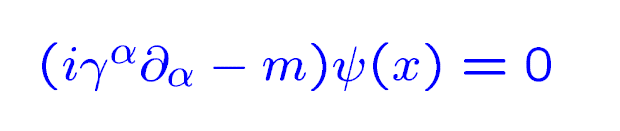 (iγ^α∂_α − m)ψ(x) = 0